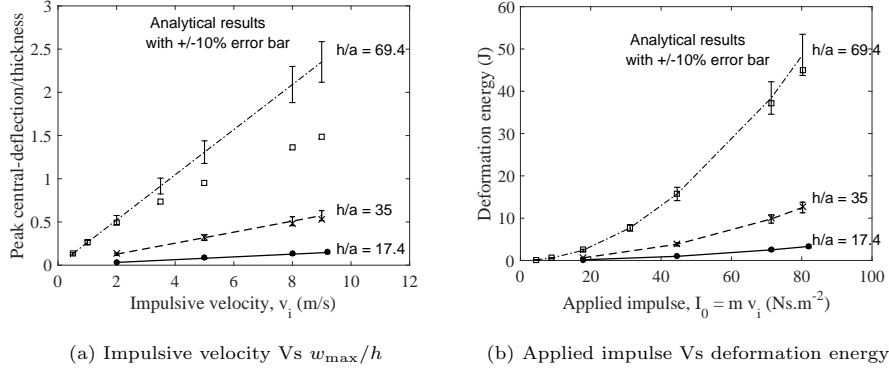 Analytical results
with +/-10% error bar
h/a = 69.4
h/a = 35
h/a = 17.4
Peak central-deflection/thickness
3
2.5
2
1.5
1
0.5
0
0 2 4 6 8 10 12
Impulsive velocity, v_i (m/s)
(a) Impulsive velocity Vs w_max/h
Analytical results
with +/-10% error bar
h/a = 69.4
h/a = 35
h/a = 17.4
Deformation energy (J)
60
50
40
30
20
10
0
0 20 40 60 80 100
Applied impulse, I_0 = m v_i (Ns.m^-2)
(b) Applied impulse Vs deformation energy